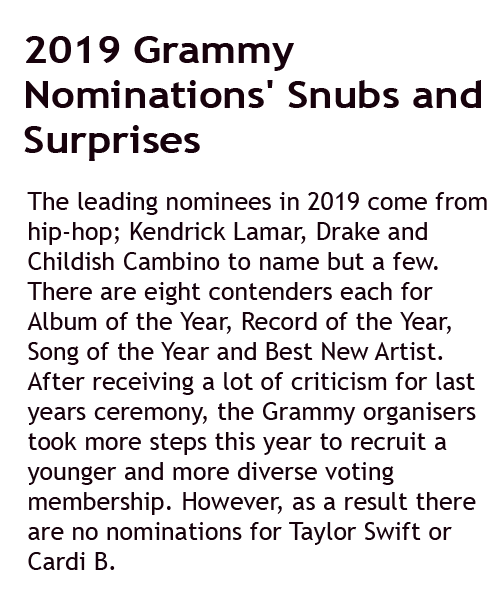 2019 Grammy
Nominations' Snubs and
Surprises
The leading nominees in 2019 come from
hip-hop; Kendrick Lamar, Drake and
Childish Cambino to name but a few.
There are eight contenders each for
Album of the Year, Record of the Year,
Song of the Year and Best New Artist.
After receiving a lot of criticism for last
years ceremony, the Grammy organisers
took more steps this year to recruit a
younger and more diverse voting
membership. However, as a result there
are no nominations for Taylor Swift or
Cardi B.